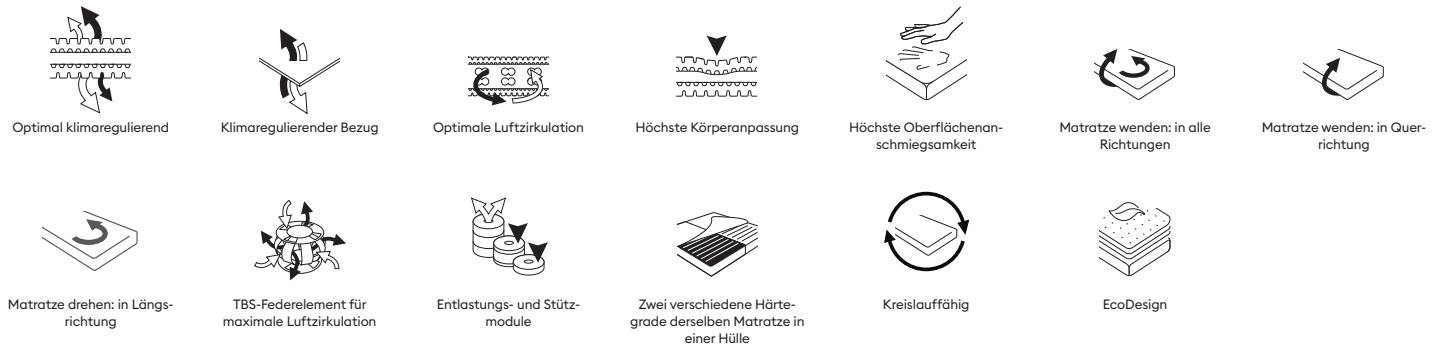 Optimal klimaregulierend
Klimaregulierender Bezug
Optimale Luftzirkulation
Höchste Körperanpassung
Höchste Oberflächenan-
schmiegsamkeit
Matratze wenden: in alle
Richtungen
Matratze wenden: in Quer-
richtung
Matratze drehen: in Längs-
richtung
TBS-Federelement für
maximale Luftzirkulation
Entlastungs- und Stütz-
module
Zwei verschiedene Härte-
grade derselben Matratze in
einer Hülle
Kreislauffähig
EcoDesign